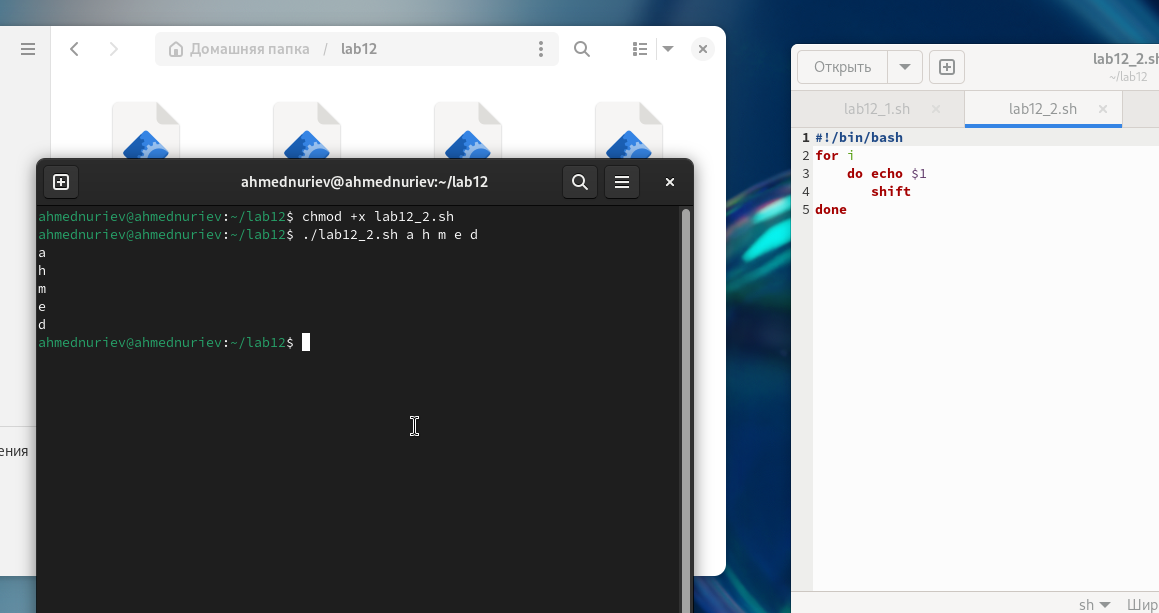 Домашняя папка / lab12
ения
ahmednuriev@ahmednuriev:~/lab12
ahmednuriev@ahmednuriev:~/lab12$ chmod +x lab12_2.sh
ahmednuriev@ahmednuriev:~/lab12$ ./lab12_2.sh a h m e d
a
h
m
e
d
ahmednuriev@ahmednuriev:~/lab12$
Открыть
lab12_2.sh
~/lab12
lab12_1.sh
lab12_2.sh
1 #!/bin/bash
2 for i
3     do echo $1
4        shift
5 done
sh
Шир